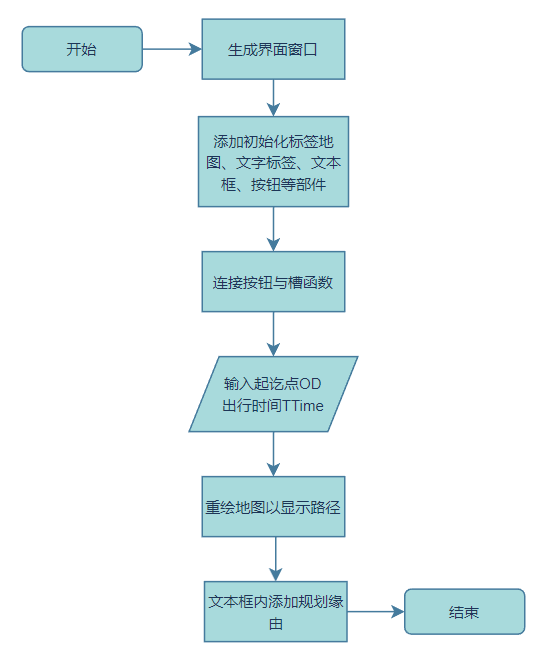 开始
生成界面窗口
添加初始化标签地
图、文字标签、文本
框、按钮等部件
连接按钮与槽函数
输入起讫点OD
出行时间TTime
重绘地图以显示路径
文本框内添加规划缘
由
结束